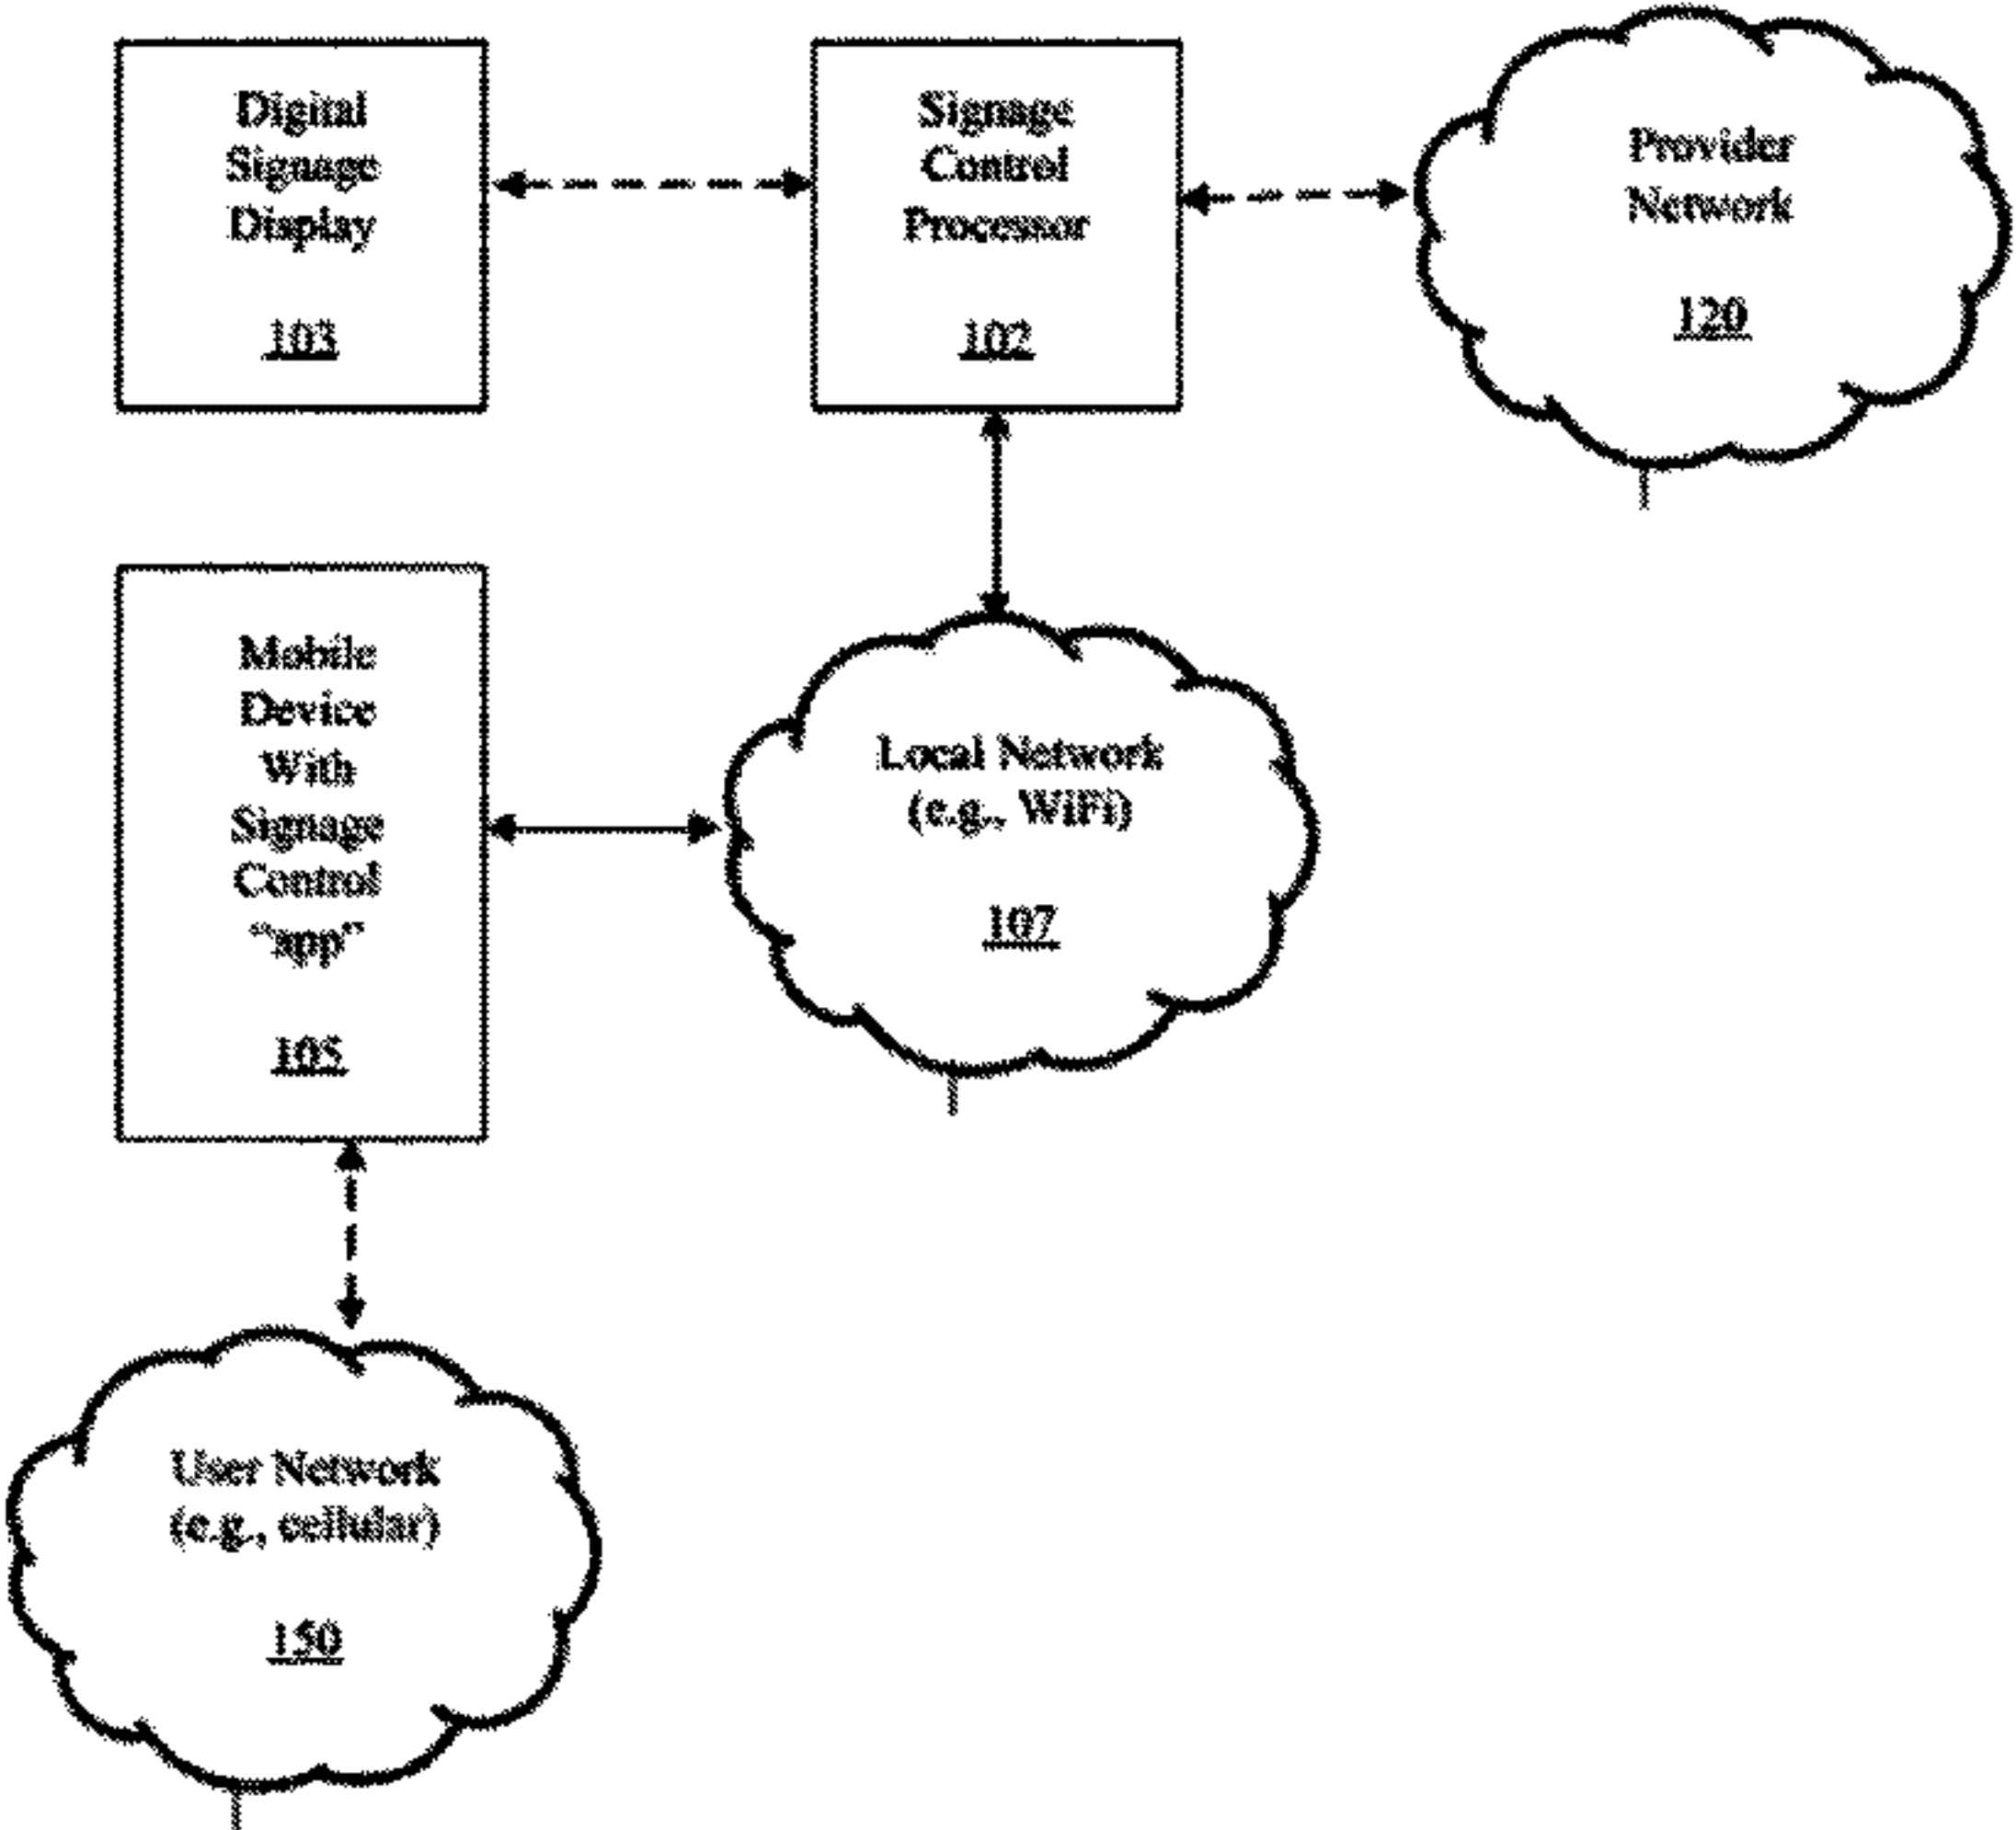 Digital
Signage
Display
103
Signage
Control
Processor
102
Provider
Network
120
Mobile
Device
With
Signage
Control
“app”
105
Local Network
(e.g., WiFi)
107
User Network
(e.g., cellular)
150